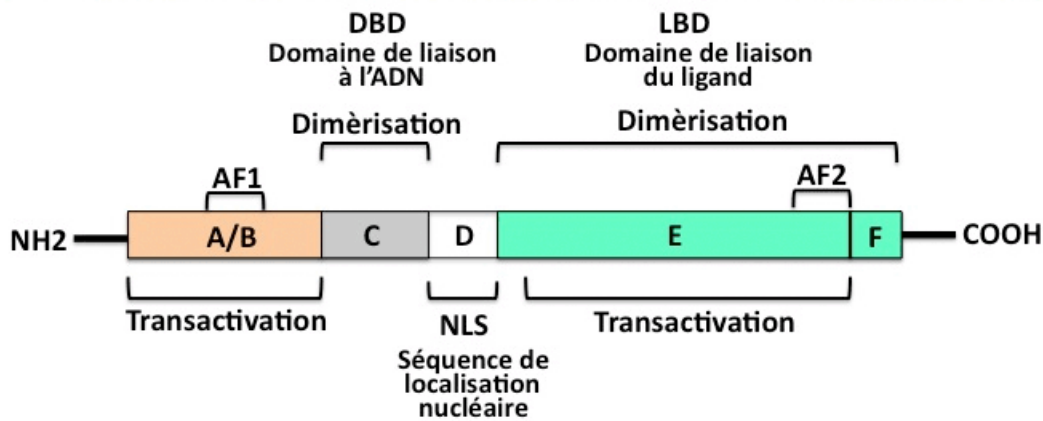 DBD
Domaine de liaison
à l'ADN
Dimèrisation
LBD
Domaine de liaison
du ligand
Dimèrisation
AF1
AF2
NH2
A/B
C
D
E
F
COOH
Transactivation
NLS
Séquence de
localisation
nucléaire
Transactivation